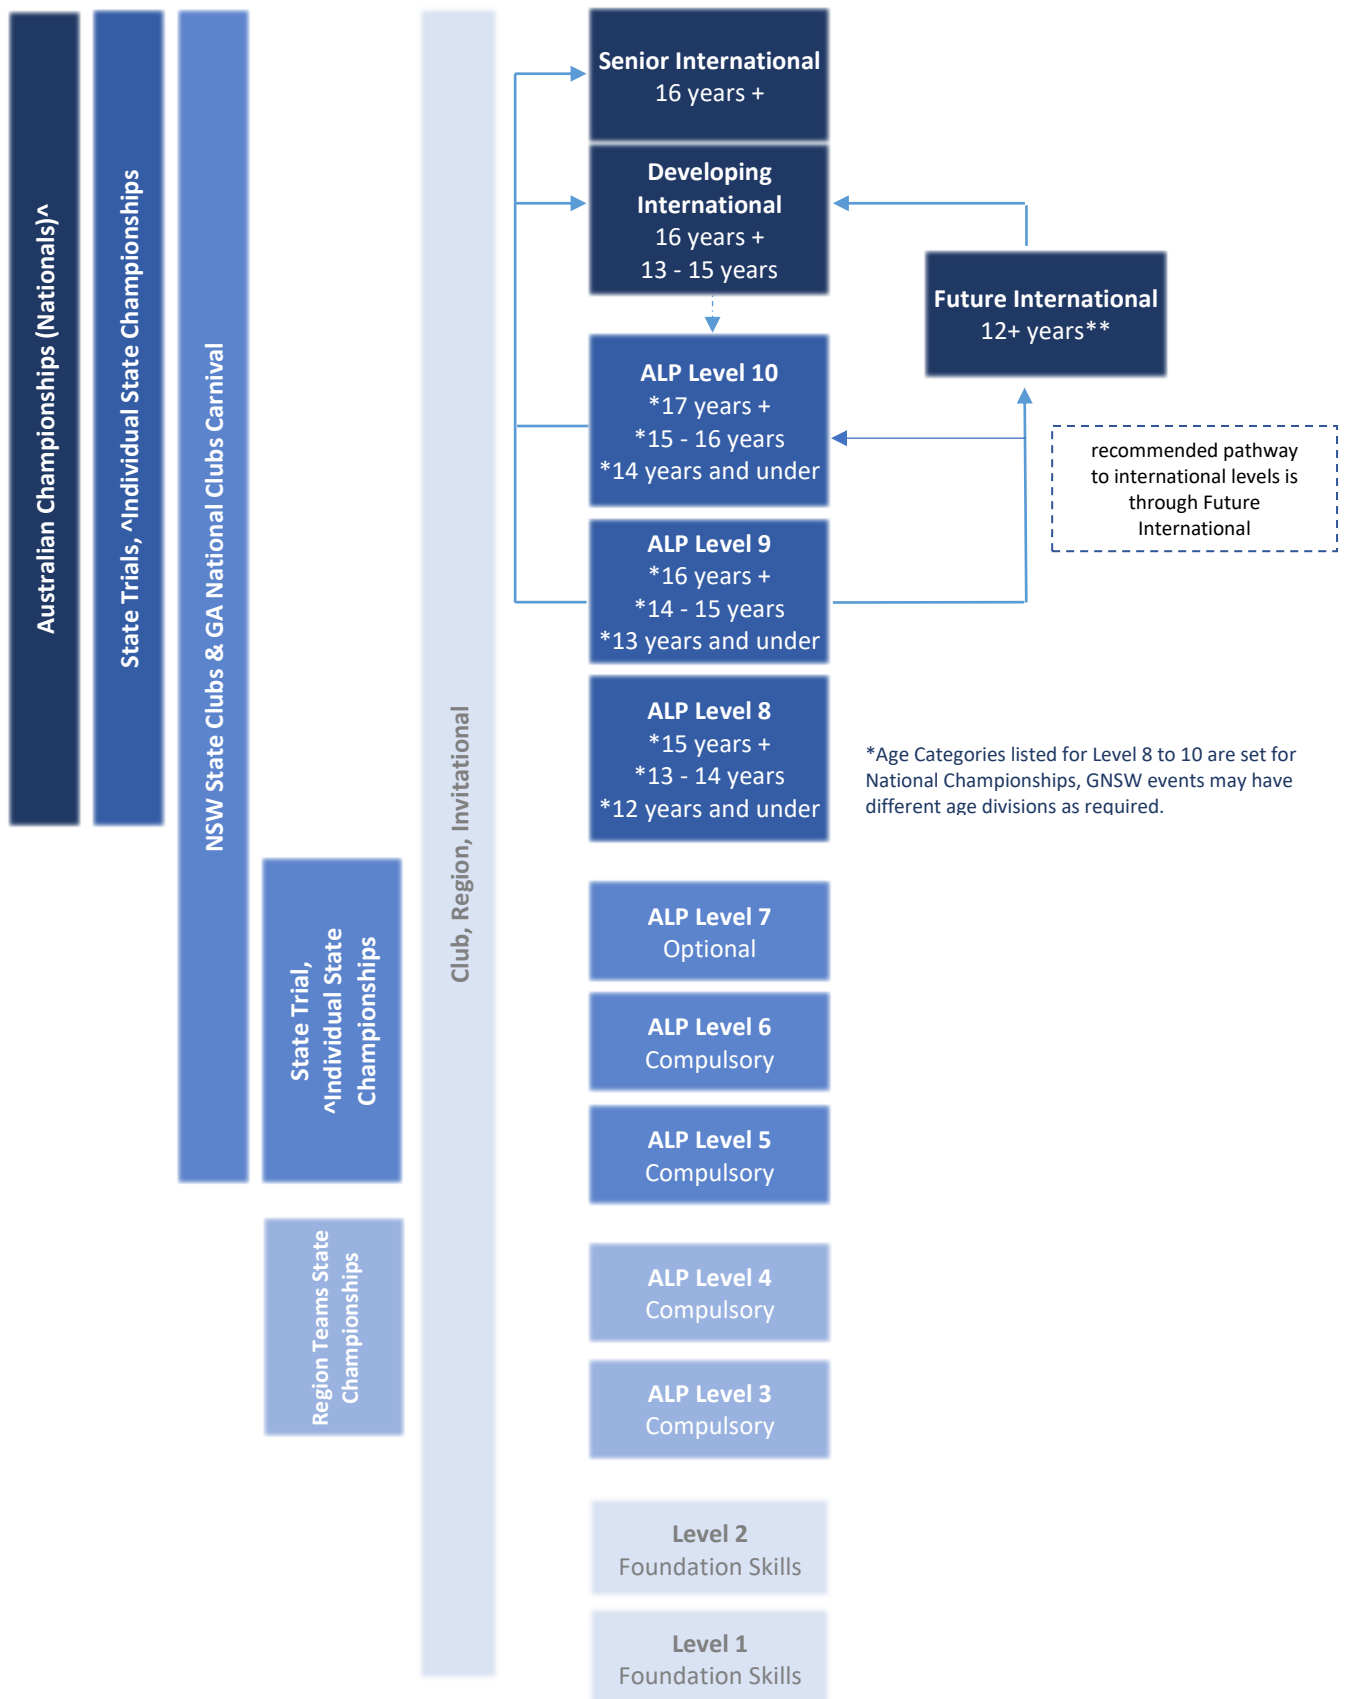 Australian Championships (Nationals)^
State Trials, ^Individual State Championships
NSW State Clubs & GA National Clubs Carnival
State Trial,
^Individual State
Championships
Region Teams State
Championships
Club, Region, Invitational
Senior International
16 years +
Developing
International
16 years +
13 - 15 years
Future International
12+ years**
ALP Level 10
*17 years +
*15 - 16 years
*14 years and under
recommended pathway
to international levels is
through Future
International
ALP Level 9
*16 years +
*14 - 15 years
*13 years and under
ALP Level 8
*15 years +
*13 - 14 years
*12 years and under
*Age Categories listed for Level 8 to 10 are set for
National Championships, GNSW events may have
different age divisions as required.
ALP Level 7
Optional
ALP Level 6
Compulsory
ALP Level 5
Compulsory
ALP Level 4
Compulsory
ALP Level 3
Compulsory
Level 2
Foundation Skills
Level 1
Foundation Skills